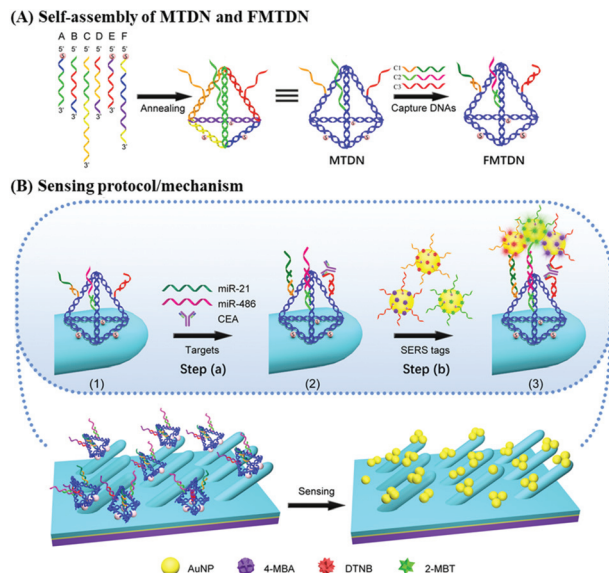 (A) Self-assembly of MTDN and FMTDN
A B C D E F
5' 5' 5' 5' 5' 5'
3' 3' 3' 3' 3' 3'
Annealing
MTDN
C1
C2
C3
Capture DNAs
FMTDN
(B) Sensing protocol/mechanism
miR-21
miR-486
CEA
Targets
Step (a)
SERS tags
Step (b)
(1)
(2)
(3)
Sensing
AuNP
4-MBA
DTNB
2-MBT